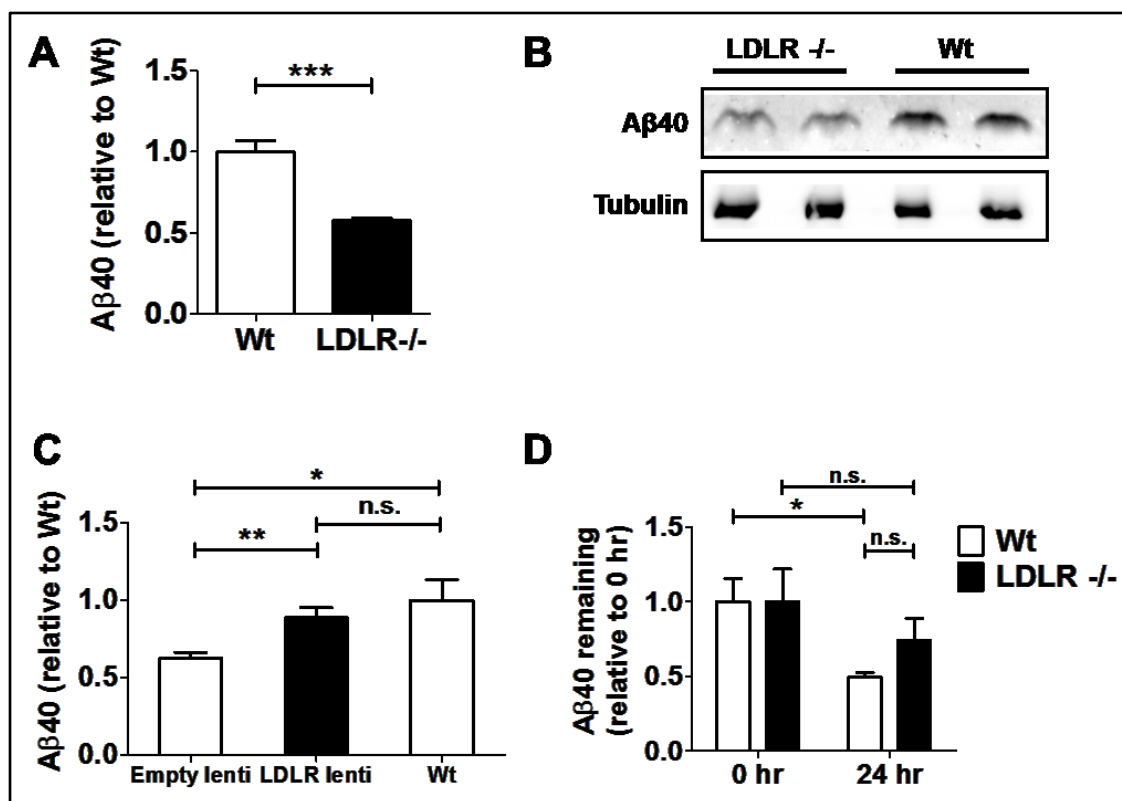 A
Aβ40 (relative to Wt)
1.5
1.0
0.5
0.0
***
Wt LDLR-/-
B
LDLR -/- Wt
Aβ40
Tubulin
C
Aβ40 (relative to Wt)
1.5
1.0
0.5
0.0
*
**
n.s.
Empty lenti LDLR lenti Wt
D
Aβ40 remaining
(relative to 0 hr)
1.5
1.0
0.5
0.0
n.s.
*
n.s.
0 hr 24 hr
Wt
LDLR -/-